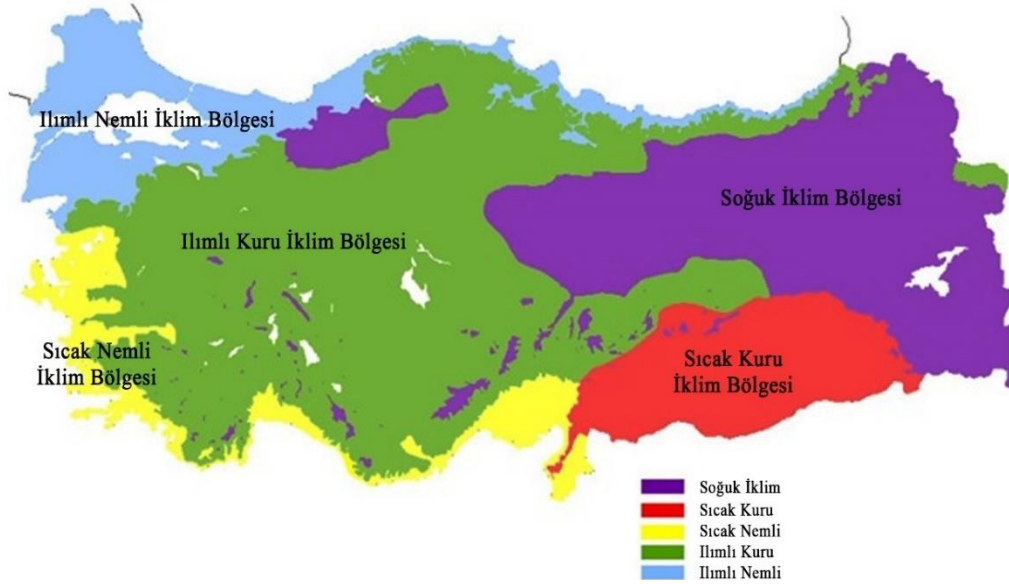 Ilımlı Nemli İklim Bölgesi
Soğuk İklim Bölgesi
Ilımlı Kuru İklim Bölgesi
Sıcak Nemli
İklim Bölgesi
Sıcak Kuru
İklim Bölgesi
Soğuk İklim
Sıcak Kuru
Sıcak Nemli
Ilımlı Kuru
Ilımlı Nemli